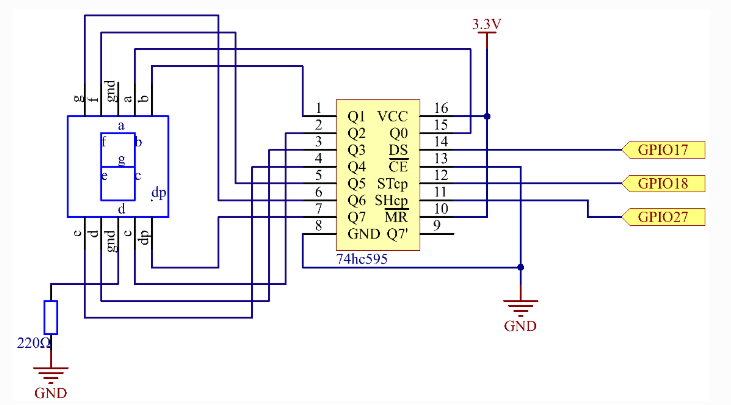 3.3V
g f gnd a b
a
f b
g
e c
dp
d
e d gnd c dp
220Ω
GND
1 Q1 VCC 16
2 Q2 Q0 15
3 Q3 DS 14
4 Q4 CE 13
5 Q5 STcp 12
6 Q6 SHcp 11
7 Q7 MR 10
8 GND Q7' 9
74hc595
GPIO17
GPIO18
GPIO27
GND